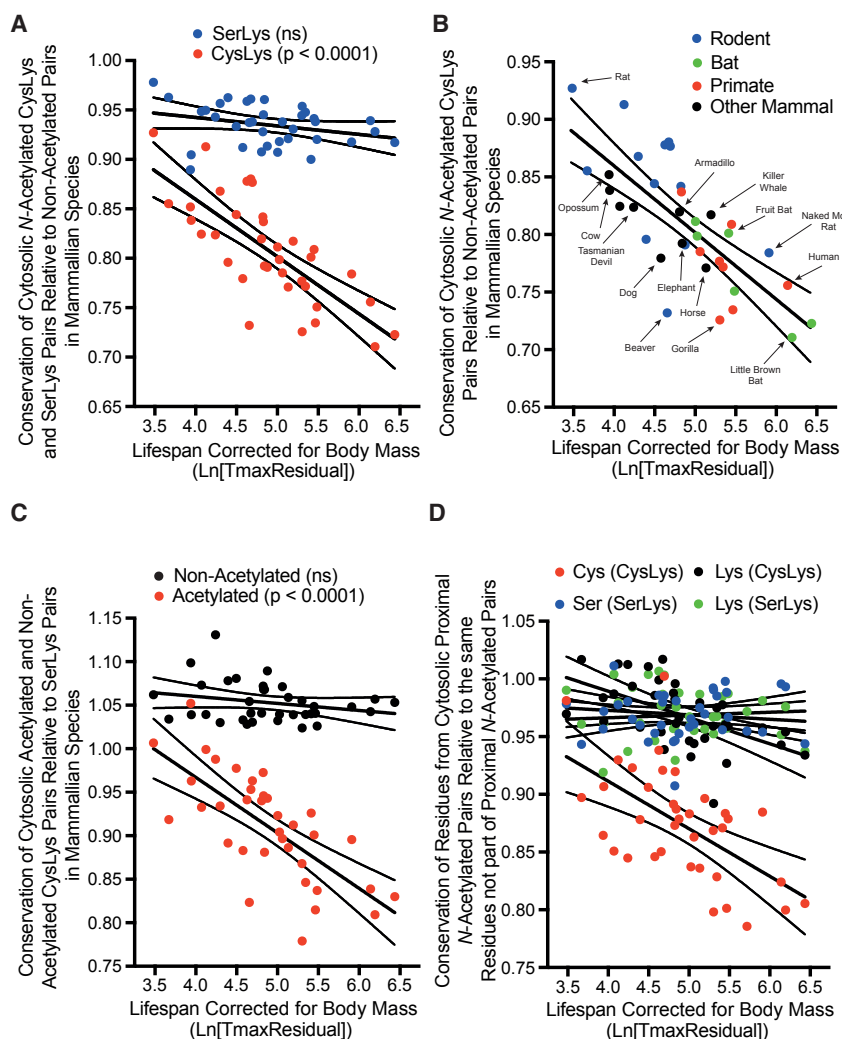 A
SerLys (ns)
CysLys (p < 0.0001)
Conservation of Cytosolic N-Acetylated CysLys
and SerLys Pairs Relative to Non-Acetylated Pairs
in Mammalian Species
1.00
0.95
0.90
0.85
0.80
0.75
0.70
0.65
3.5 4.0 4.5 5.0 5.5 6.0 6.5
Lifespan Corrected for Body Mass
(Ln[TmaxResidual])
B
Rodent
Bat
Primate
Other Mammal
Conservation of Cytosolic N-Acetylated CysLys
Pairs Relative to Non-Acetylated Pairs
in Mammalian Species
0.95
0.90
0.85
0.80
0.75
0.70
0.65
Rat
Armadillo
Killer
Whale
Opossum
Fruit Bat
Naked Mo
Rat
Cow
Tasmanian
Devil
Human
Dog
Elephant
Horse
Beaver
Gorilla
Little Brown
Bat
3.5 4.0 4.5 5.0 5.5 6.0 6.5
Lifespan Corrected for Body Mass
(Ln[TmaxResidual])
C
Non-Acetylated (ns)
Acetylated (p < 0.0001)
Conservation of Cytosolic Acetylated and Non-
Acetylated CysLys Pairs Relative to SerLys Pairs
in Mammalian Species
1.15
1.10
1.05
1.00
0.95
0.90
0.85
0.80
0.75
3.5 4.0 4.5 5.0 5.5 6.0 6.5
Lifespan Corrected for Body Mass
(Ln[TmaxResidual])
D
Cys (CysLys) Lys (CysLys)
Ser (SerLys) Lys (SerLys)
Conservation of Residues from Cytosolic Proximal
N-Acetylated Pairs Relative to the same
Residues not part of Proximal N-Acetylated Pairs
1.05
1.00
0.95
0.90
0.85
0.80
0.75
3.5 4.0 4.5 5.0 5.5 6.0 6.5
Lifespan Corrected for Body Mass
(Ln[TmaxResidual])